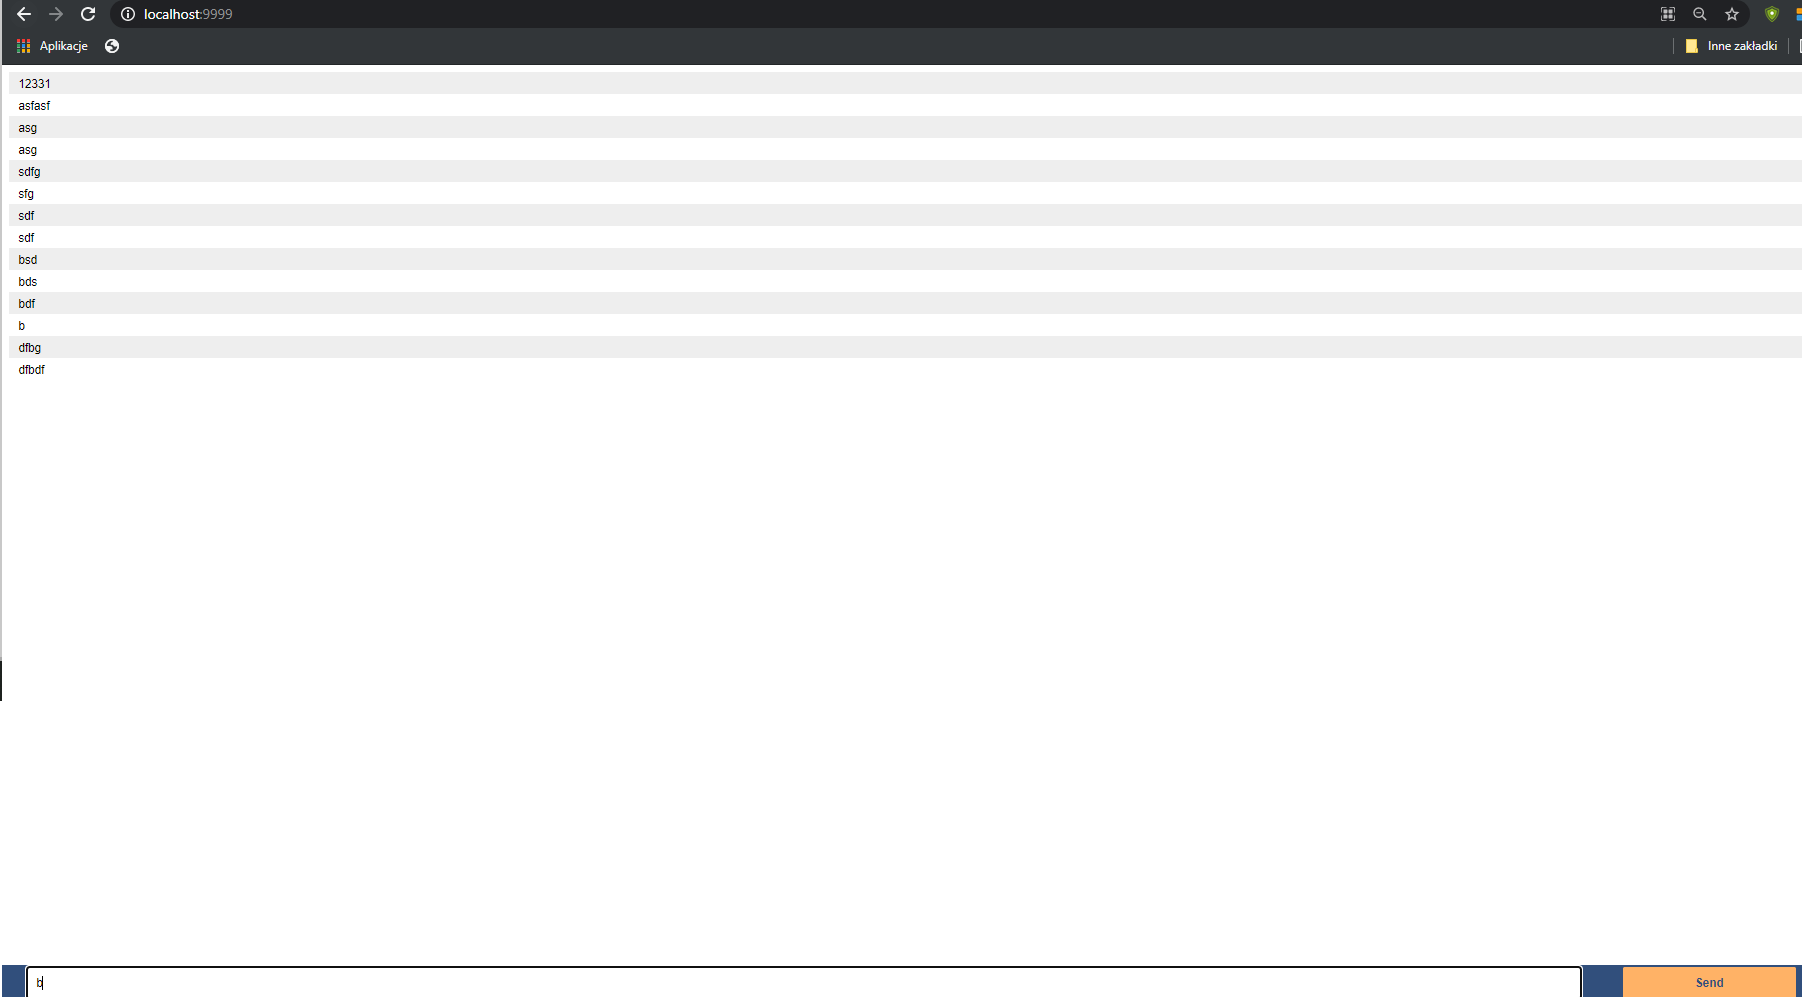 localhost:9999
Aplikacje
Inne zakładki
12331
asfasf
asg
asg
sdfg
sfg
sdf
sdf
bsd
bds
bdf
b
dfbg
dfbdf
b
Send